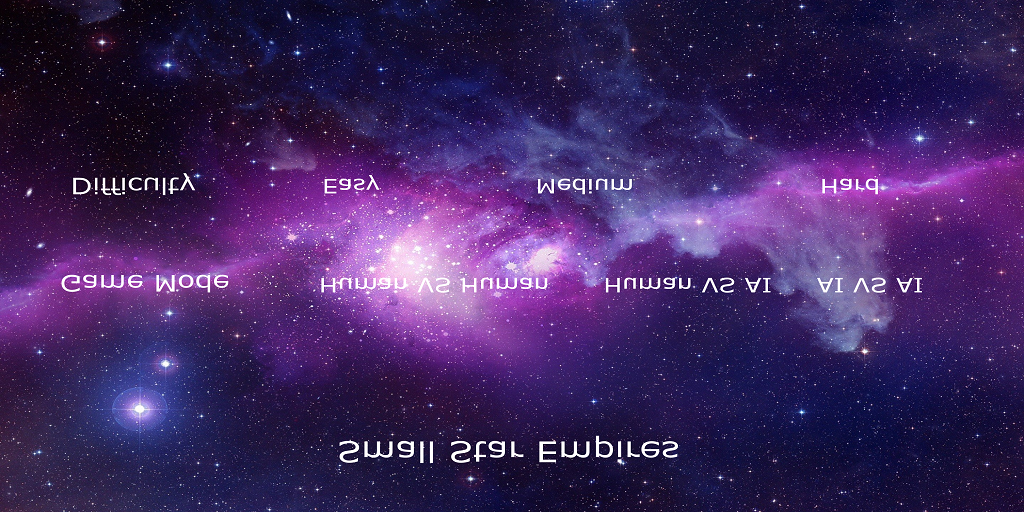 Small Star Empires
Game Mode Human VS Human Human VS AI AI VS AI
Difficulty Easy Medium Hard